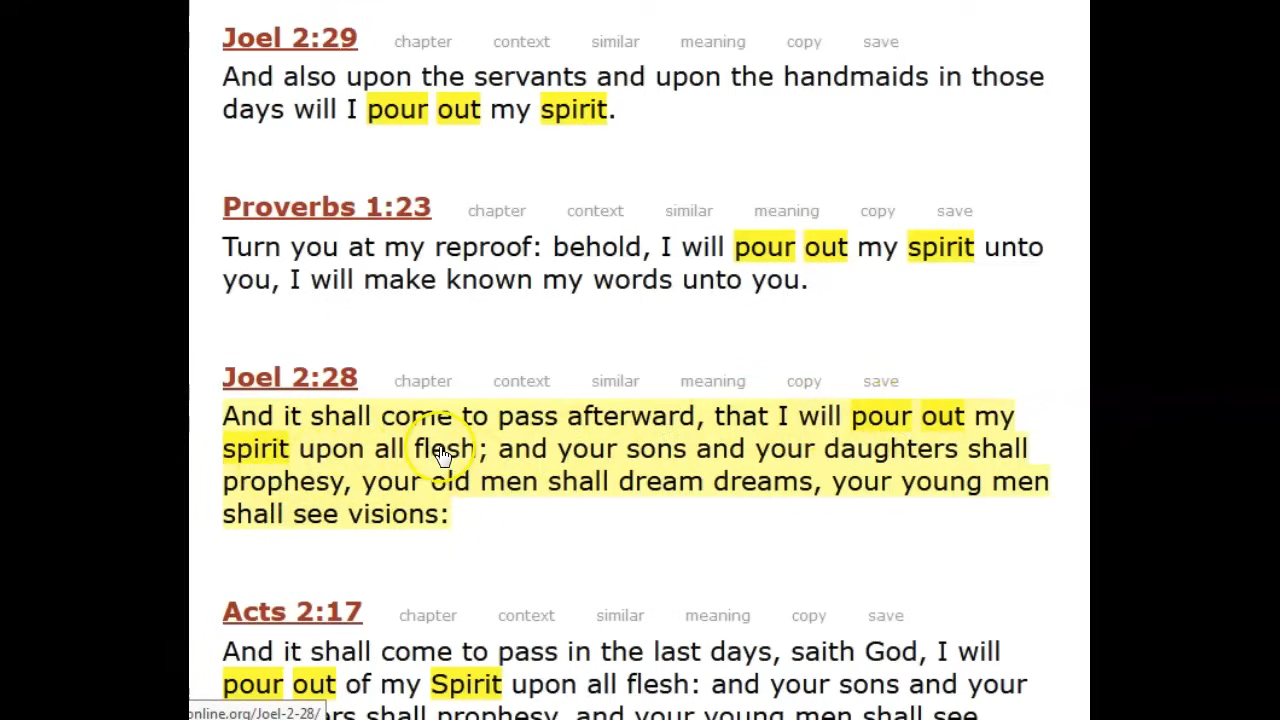 Joel 2:29 chapter context similar meaning copy save
And also upon the servants and upon the handmaids in those
days will I pour out my spirit.
Proverbs 1:23 chapter context similar meaning copy save
Turn you at my reproof: behold, I will pour out my spirit unto
you, I will make known my words unto you.
Joel 2:28 chapter context similar meaning copy save
And it shall come to pass afterward, that I will pour out my
spirit upon all flesh; and your sons and your daughters shall
prophesy, your old men shall dream dreams, your young men
shall see visions:
Acts 2:17 chapter context similar meaning copy save
And it shall come to pass in the last days, saith God, I will
pour out of my Spirit upon all flesh: and your sons and your
online.org/Joel-2-28/
shall prophesy, and your young men shall see